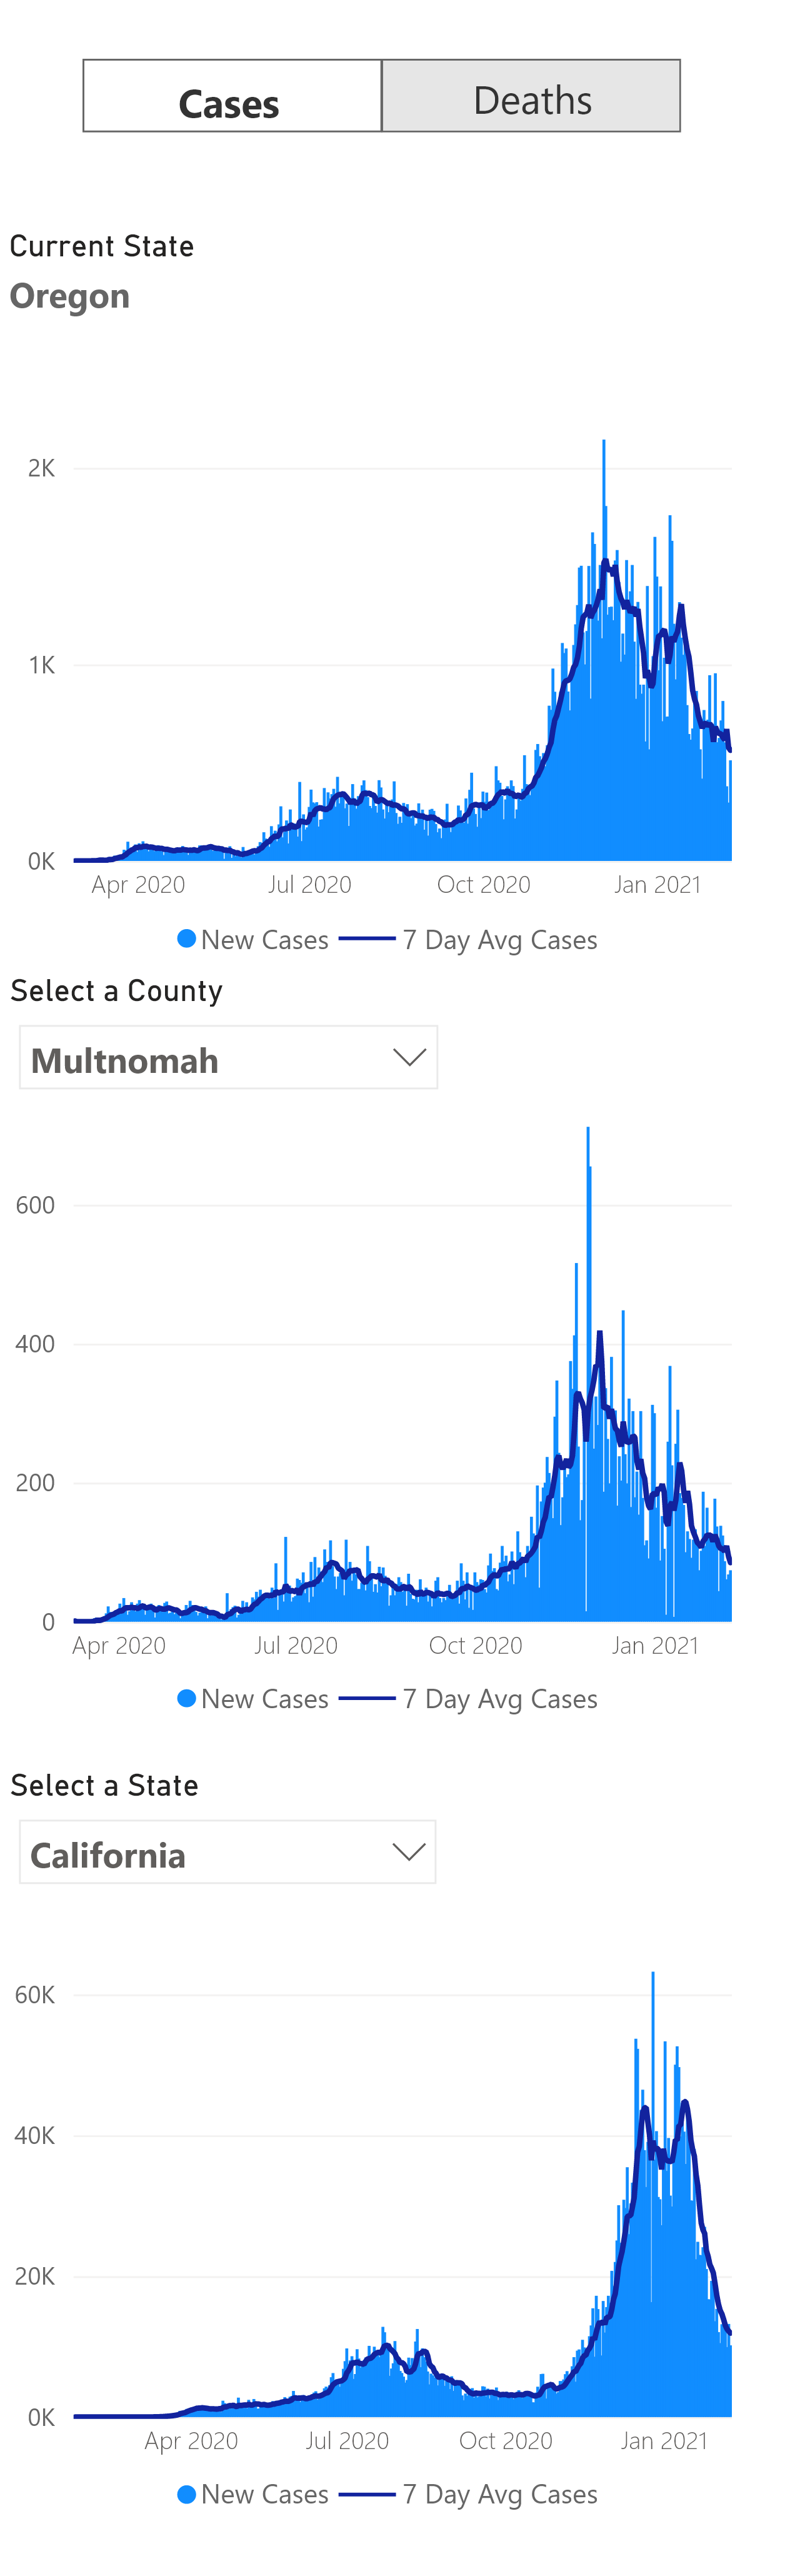 Cases Deaths
Current State
Oregon
2K
1K
0K
Apr 2020 Jul 2020 Oct 2020 Jan 2021
New Cases 7 Day Avg Cases
Select a County
Multnomah
600
400
200
0
Apr 2020 Jul 2020 Oct 2020 Jan 2021
New Cases 7 Day Avg Cases
Select a State
California
60K
40K
20K
0K
Apr 2020 Jul 2020 Oct 2020 Jan 2021
New Cases 7 Day Avg Cases